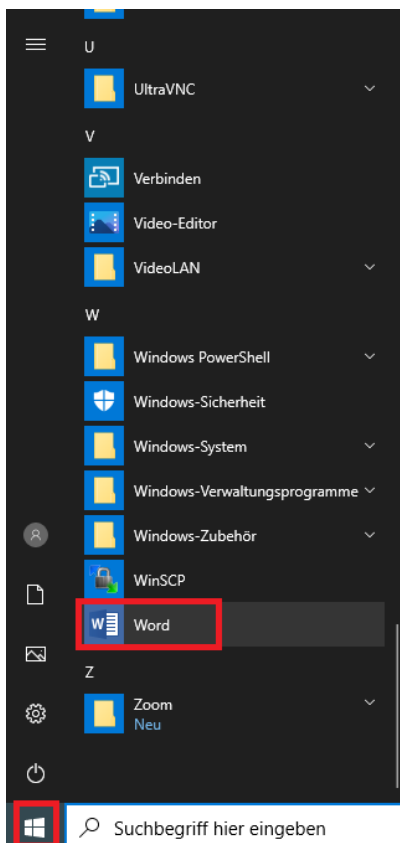 U
UltraVNC
V
Verbinden
Video-Editor
VideoLAN
W
Windows PowerShell
Windows-Sicherheit
Windows-System
Windows-Verwaltungsprogramme
Windows-Zubehör
WinSCP
W Word
Z
Zoom
Neu
Suchbegriff hier eingeben